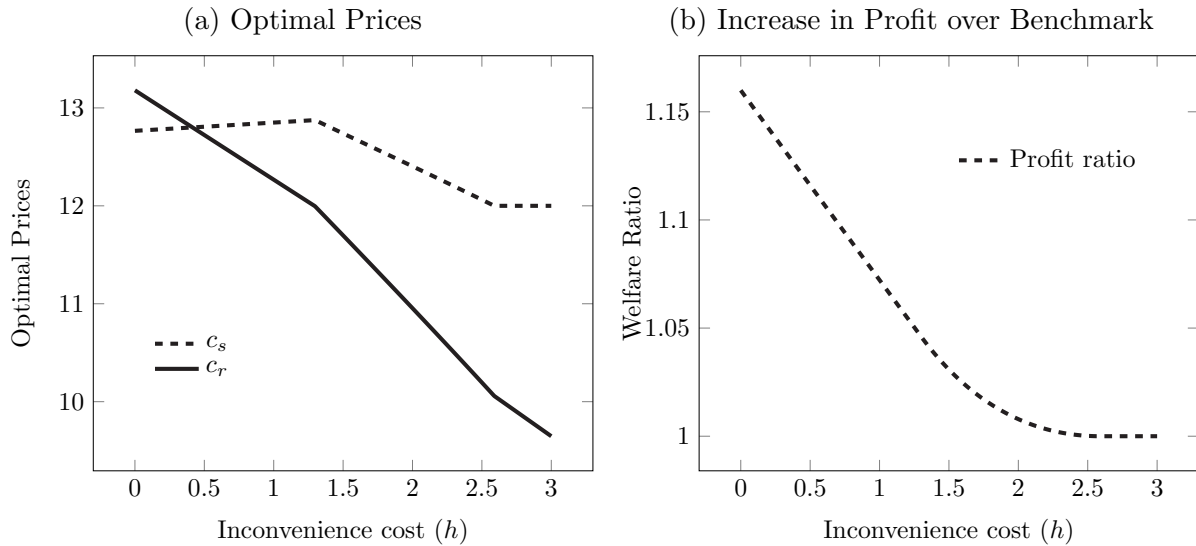 (a) Optimal Prices
13
12
11
10
Optimal Prices
c_s
c_r
0 0.5 1 1.5 2 2.5 3
Inconvenience cost (h)
(b) Increase in Profit over Benchmark
1.15
1.1
1.05
1
Welfare Ratio
Profit ratio
0 0.5 1 1.5 2 2.5 3
Inconvenience cost (h)